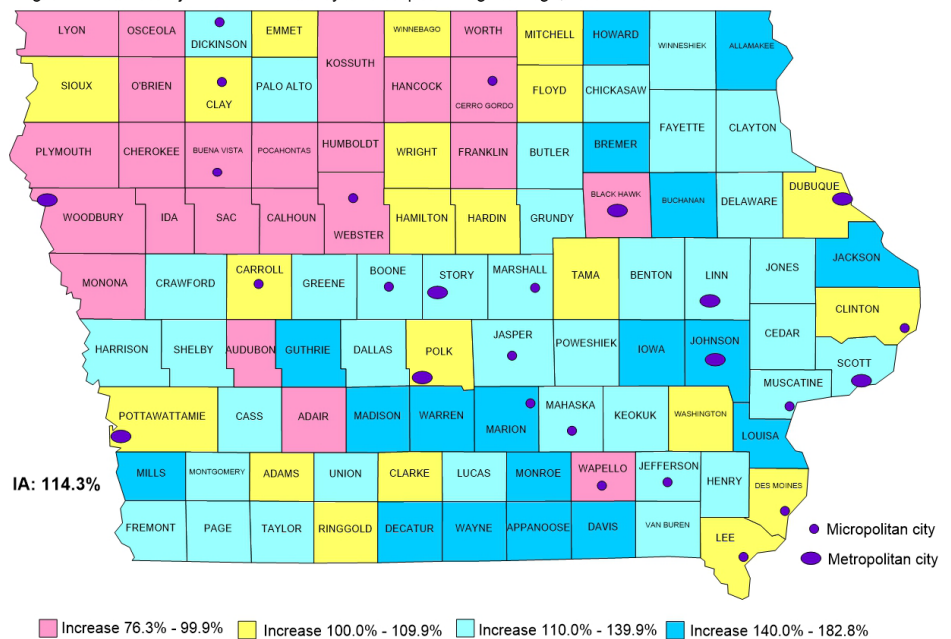 LYON OSCEOLA DICKINSON EMMET WINNEBAGO WORTH MITCHELL HOWARD WINNESHIEK ALLAMAKEE
KOSSUTH
SIOUX O'BRIEN CLAY PALO ALTO HANCOCK CERRO GORDO FLOYD CHICKASAW
FAYETTE CLAYTON
PLYMOUTH CHEROKEE BUENA VISTA POCAHONTAS HUMBOLDT WRIGHT FRANKLIN BUTLER BREMER
WOODBURY IDA SAC CALHOUN WEBSTER HAMILTON HARDIN GRUNDY BLACK HAWK BUCHANAN DELAWARE DUBUQUE
MONONA CRAWFORD CARROLL GREENE BOONE STORY MARSHALL TAMA BENTON LINN JONES JACKSON
CLINTON
HARRISON SHELBY AUDUBON GUTHRIE DALLAS POLK JASPER POWESHIEK IOWA JOHNSON CEDAR SCOTT
MUSCATINE
POTTAWATTAMIE CASS ADAIR MADISON WARREN MARION MAHASKA KEOKUK WASHINGTON LOUISA
IA: 114.3%
MILLS MONTGOMERY ADAMS UNION CLARKE LUCAS MONROE WAPELLO JEFFERSON HENRY DES MOINES
FREMONT PAGE TAYLOR RINGGOLD DECATUR WAYNE APPANOOSE DAVIS VAN BUREN LEE
Micropolitan city
Metropolitan city
Increase 76.3% - 99.9% Increase 100.0% - 109.9% Increase 110.0% - 139.9% Increase 140.0% - 182.8%